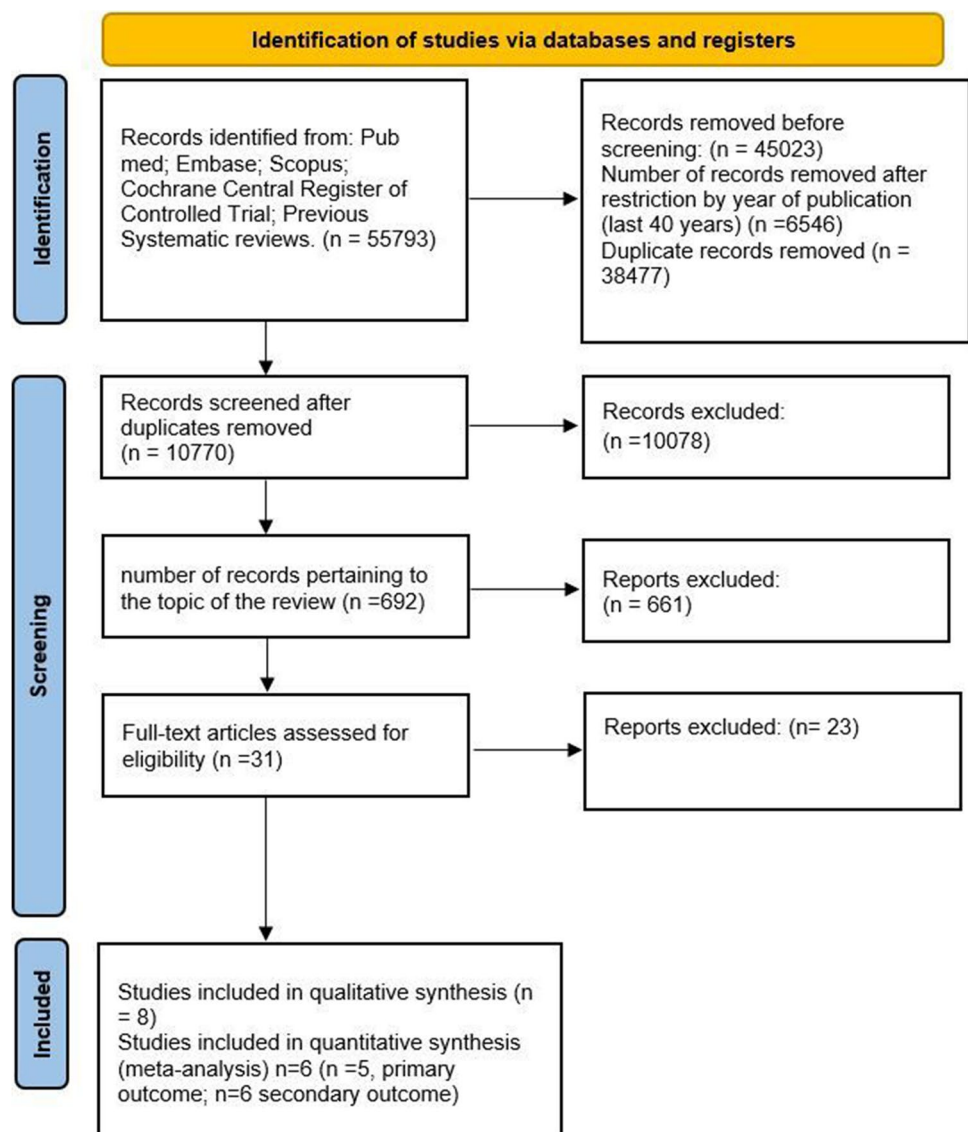 Identification of studies via databases and registers
Identification
Records identified from: Pub
med; Embase; Scopus;
Cochrane Central Register of
Controlled Trial; Previous
Systematic reviews. (n = 55793)
Records removed before
screening: (n = 45023)
Number of records removed after
restriction by year of publication
(last 40 years) (n =6546)
Duplicate records removed (n =
38477)
Screening
Records screened after
duplicates removed
(n = 10770)
Records excluded:
(n =10078)
number of records pertaining to
the topic of the review (n =692)
Reports excluded:
(n = 661)
Full-text articles assessed for
eligibility (n =31)
Reports excluded: (n= 23)
Included
Studies included in qualitative synthesis (n
= 8)
Studies included in quantitative synthesis
(meta-analysis) n=6 (n =5, primary
outcome; n=6 secondary outcome)